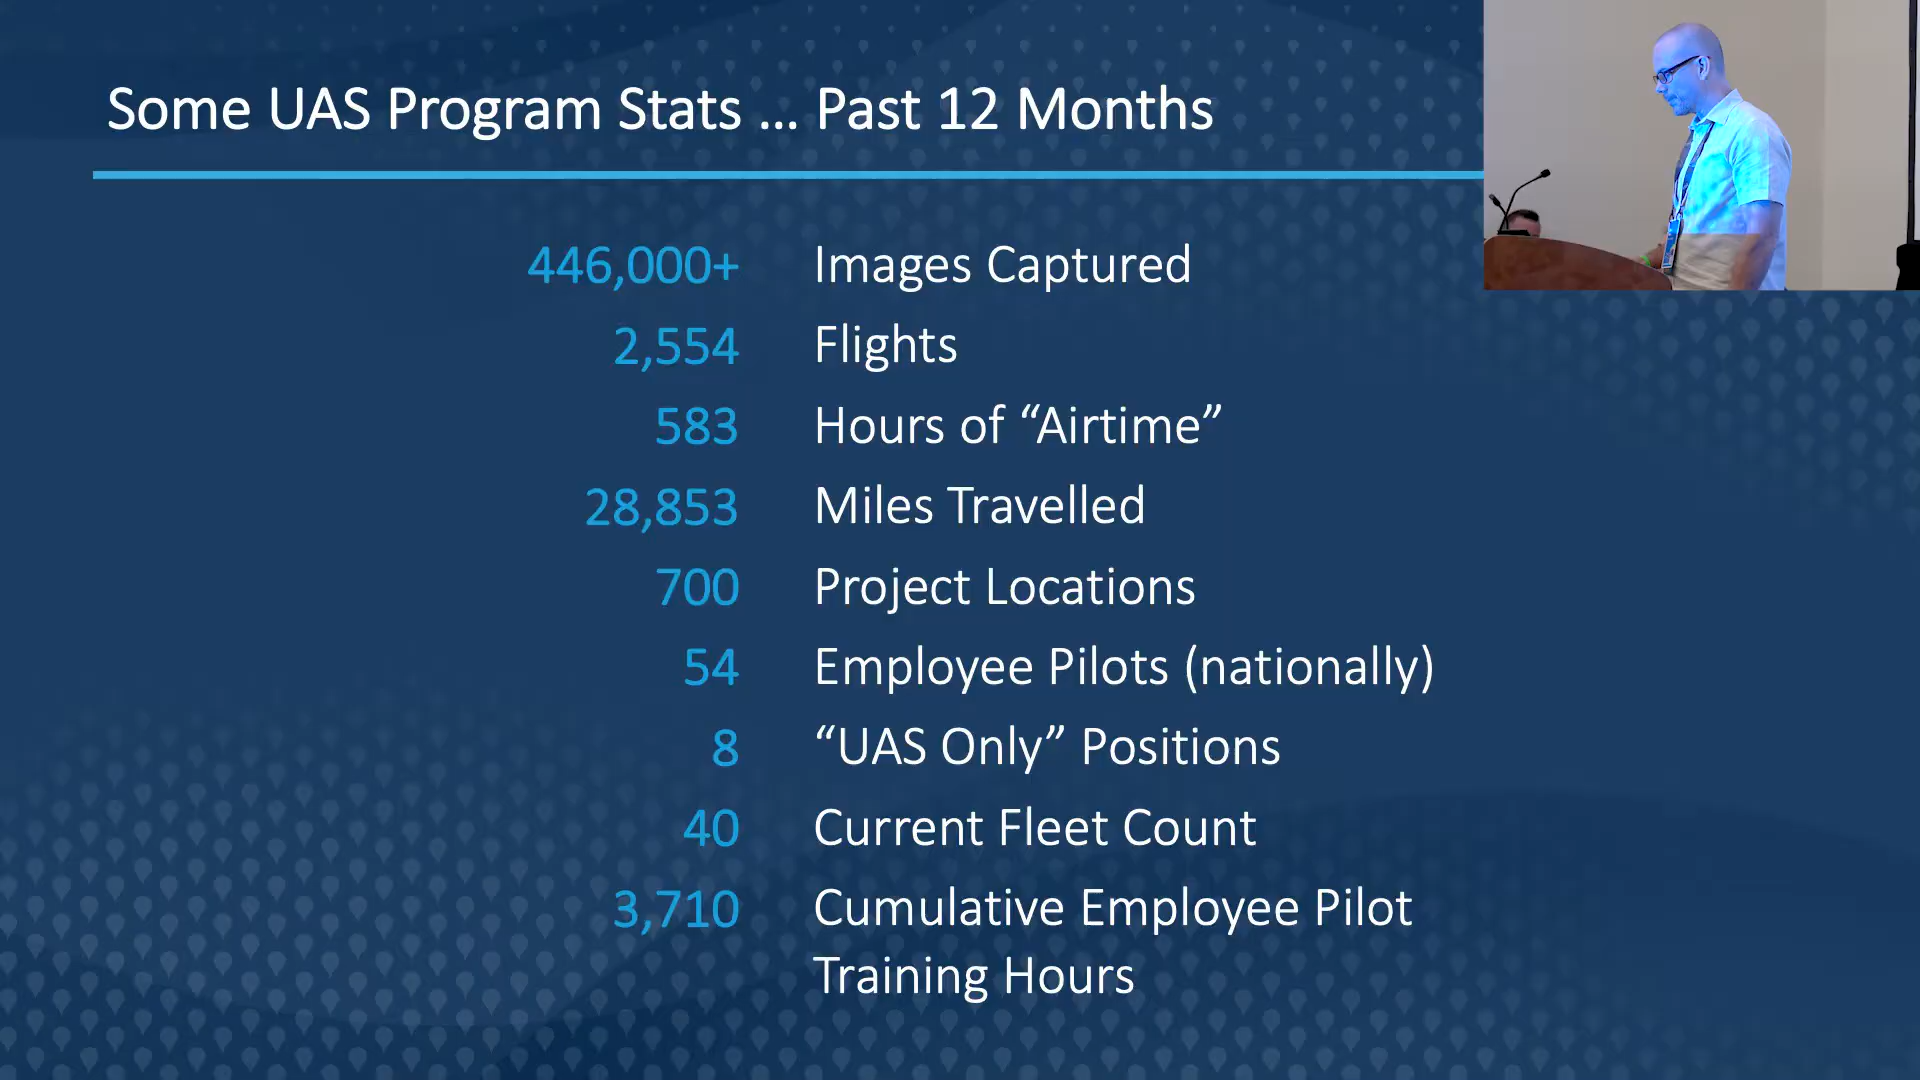 Some UAS Program Stats ... Past 12 Months
446,000+ Images Captured
2,554 Flights
583 Hours of “Airtime”
28,853 Miles Travelled
700 Project Locations
54 Employee Pilots (nationally)
8 “UAS Only” Positions
40 Current Fleet Count
3,710 Cumulative Employee Pilot
Training Hours